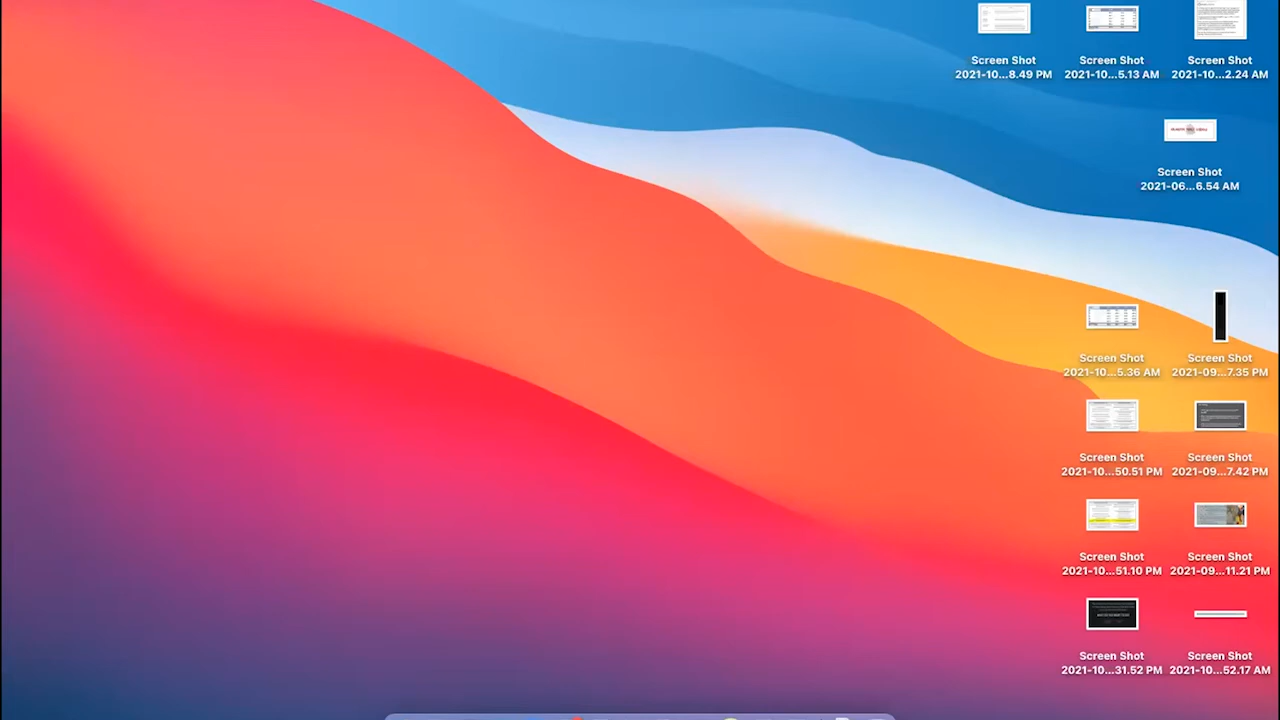 Screen Shot
2021-10...8.49 PM
Screen Shot
2021-10...5.13 AM
Screen Shot
2021-10...2.24 AM
Screen Shot
2021-06...6.54 AM
Screen Shot
2021-10...5.36 AM
Screen Shot
2021-09...7.35 PM
Screen Shot
2021-10...50.51 PM
Screen Shot
2021-09...7.42 PM
Screen Shot
2021-10...51.10 PM
Screen Shot
2021-09...11.21 PM
Screen Shot
2021-10...31.52 PM
Screen Shot
2021-10...52.17 AM